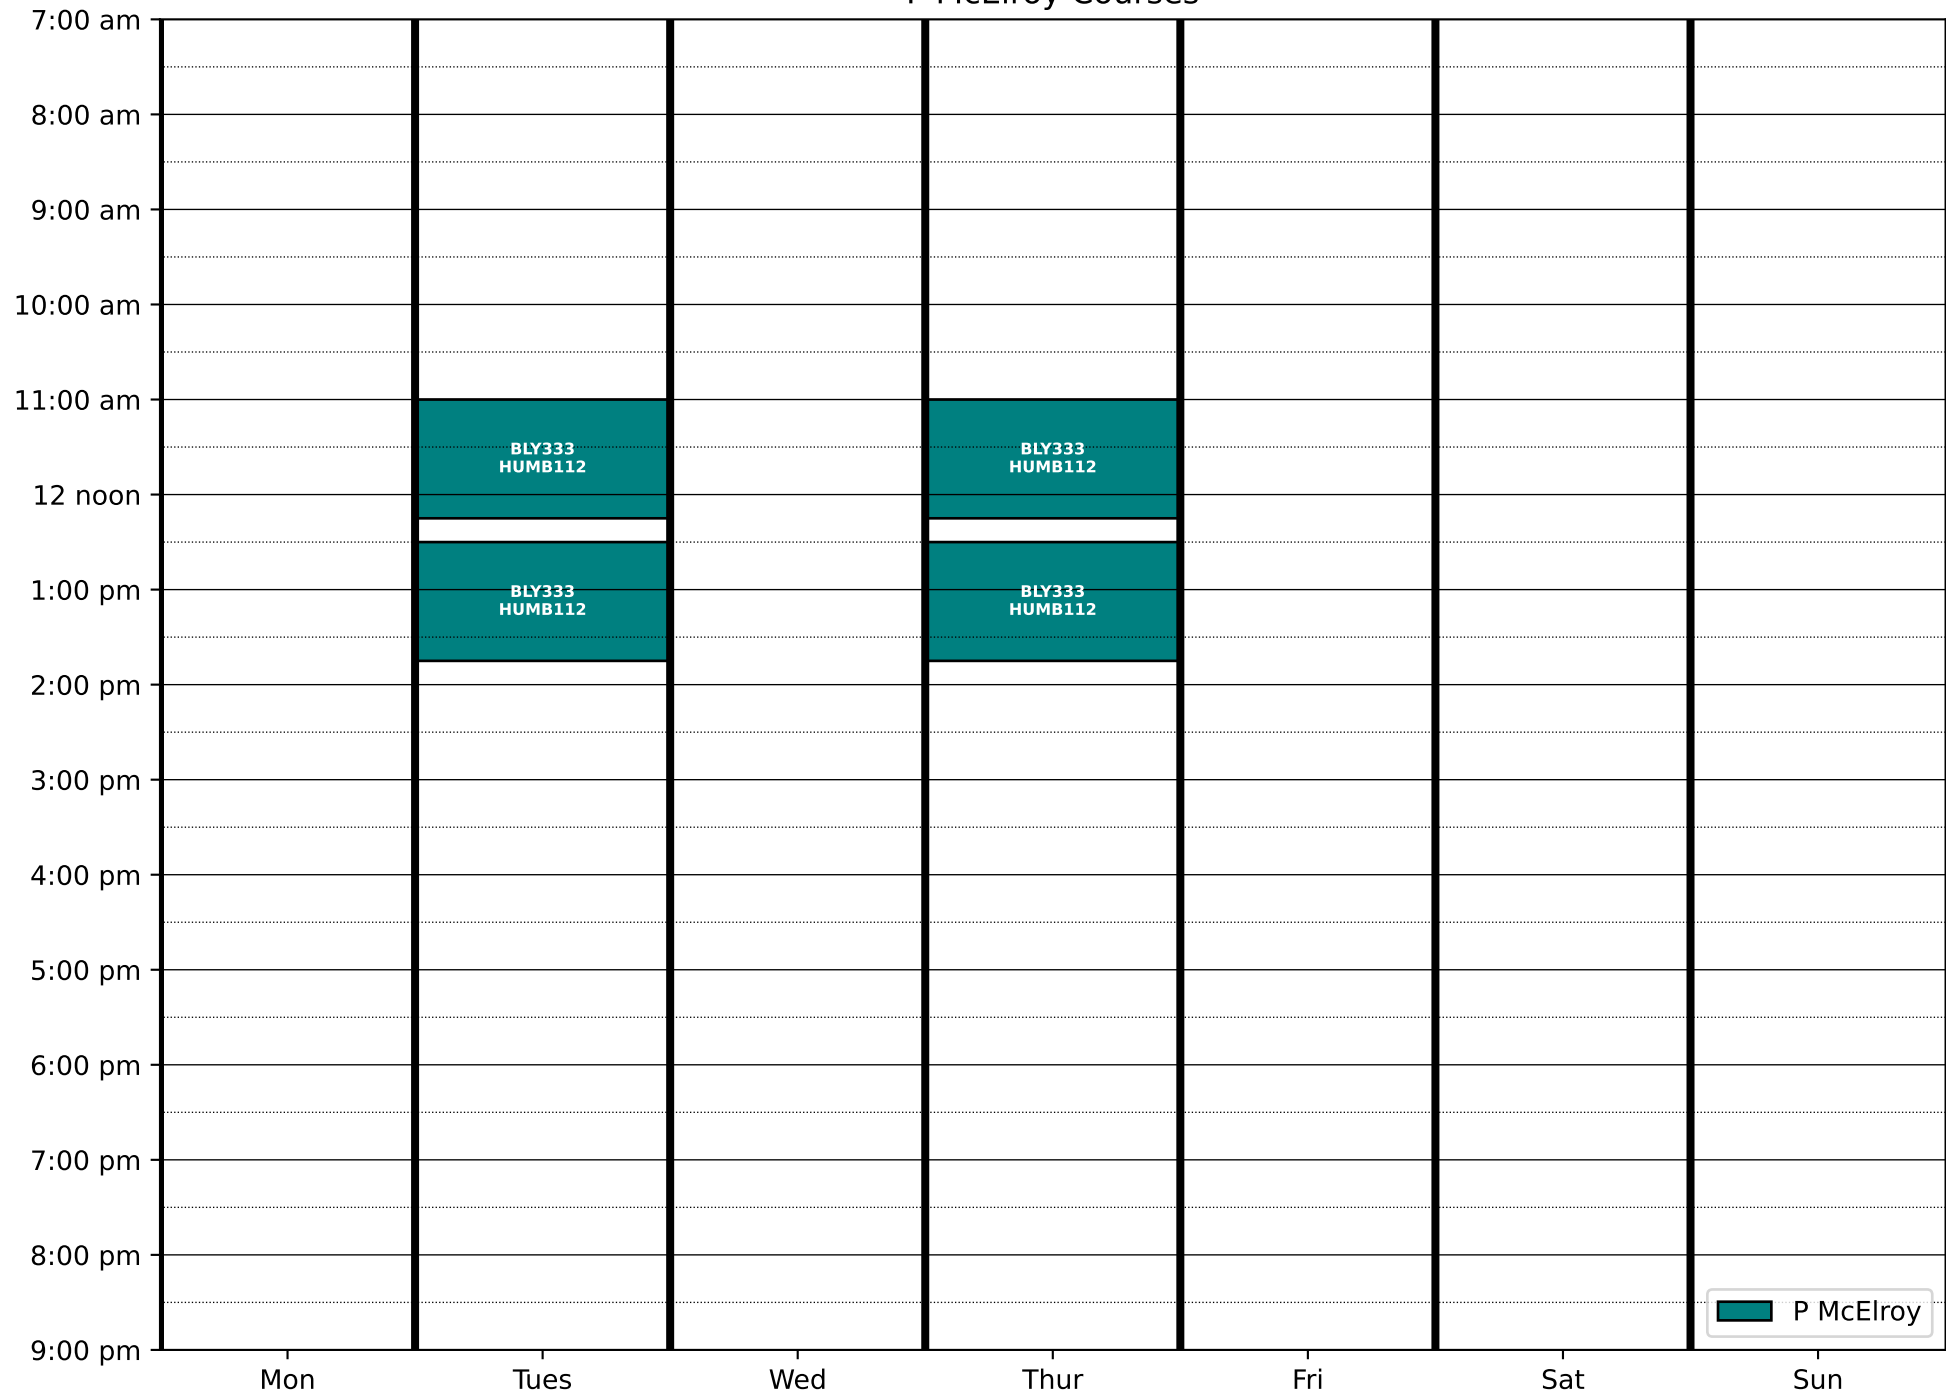 P McElroy Courses
7:00 am
8:00 am
9:00 am
10:00 am
11:00 am
BLY333
HUMB112
BLY333
HUMB112
12 noon
BLY333
HUMB112
BLY333
HUMB112
1:00 pm
2:00 pm
3:00 pm
4:00 pm
5:00 pm
6:00 pm
7:00 pm
8:00 pm
P McElroy
9:00 pm
Mon Tues Wed Thur Fri Sat Sun